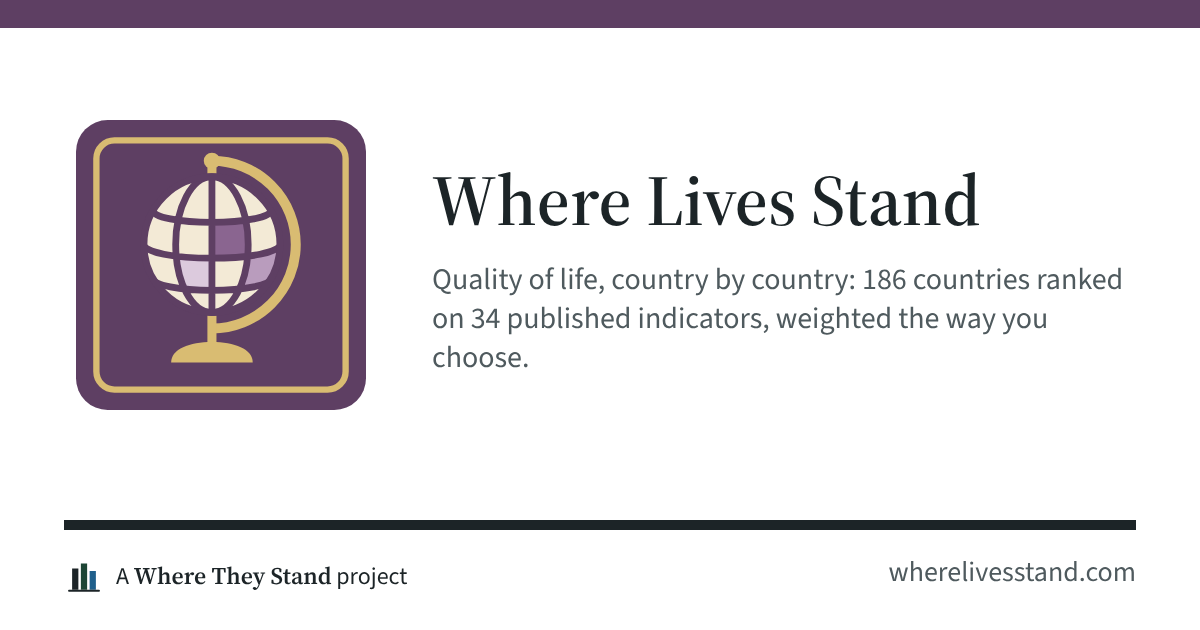 Where Lives Stand
Quality of life, country by country: 186 countries ranked
on 34 published indicators, weighted the way you
choose.
A Where They Stand project
wherelivesstand.com